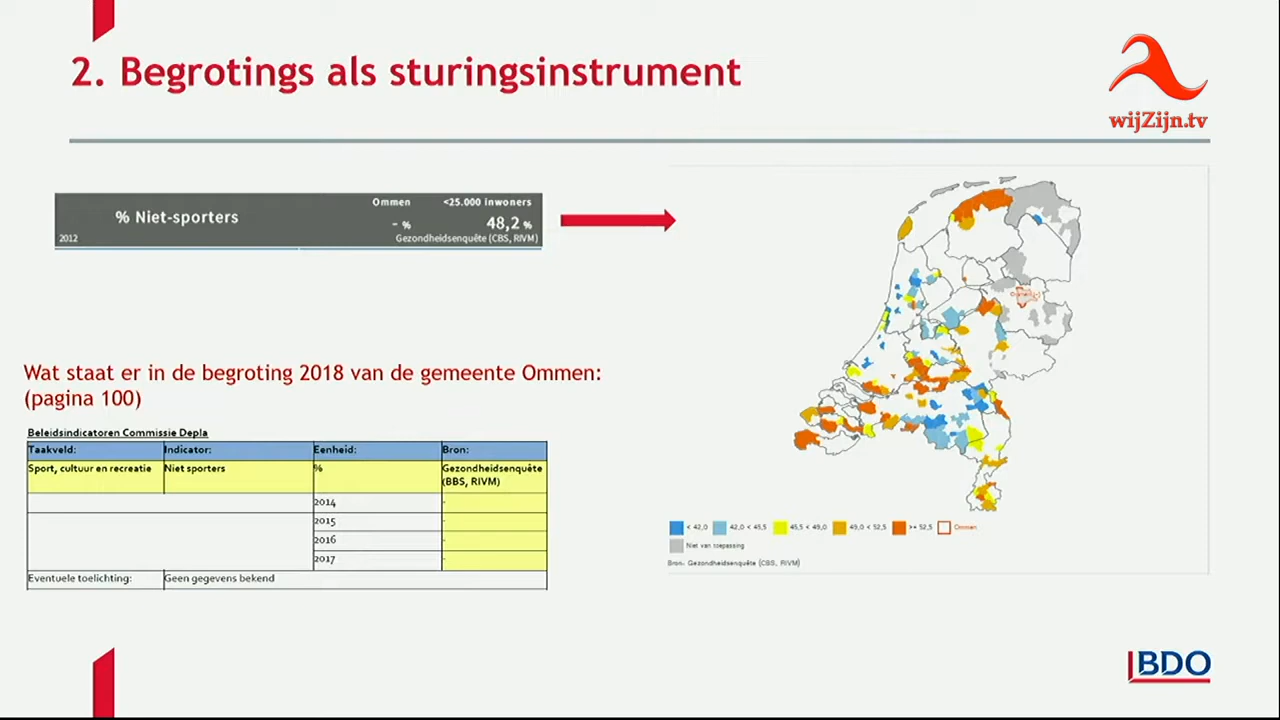 2. Begrotings als sturingsinstrument
wijZijn.tv
Ommen <25.000 inwoners
% Niet-sporters
- % 48,2 %
2012 Gezondheidsenquête (CBS, RIVM)
Wat staat er in de begroting 2018 van de gemeente Ommen:
(pagina 100)
Beleidsindicatoren Commissie Depla
Taakveld: Indicator: Eenheid: Bron:
Sport, cultuur en recreatie Niet sporters % Gezondheidsenquête
(BBS, RIVM)
2014 -
2015 -
2016 -
2017 -
Eventuele toelichting: Geen gegevens bekend
< 42,0 42,0 < 45,5 45,5 < 49,0 49,0 < 52,5 >= 52,5 Ommen
Niet van toepassing
Bron: Gezondheidsenquête (CBS, RIVM)
BDO